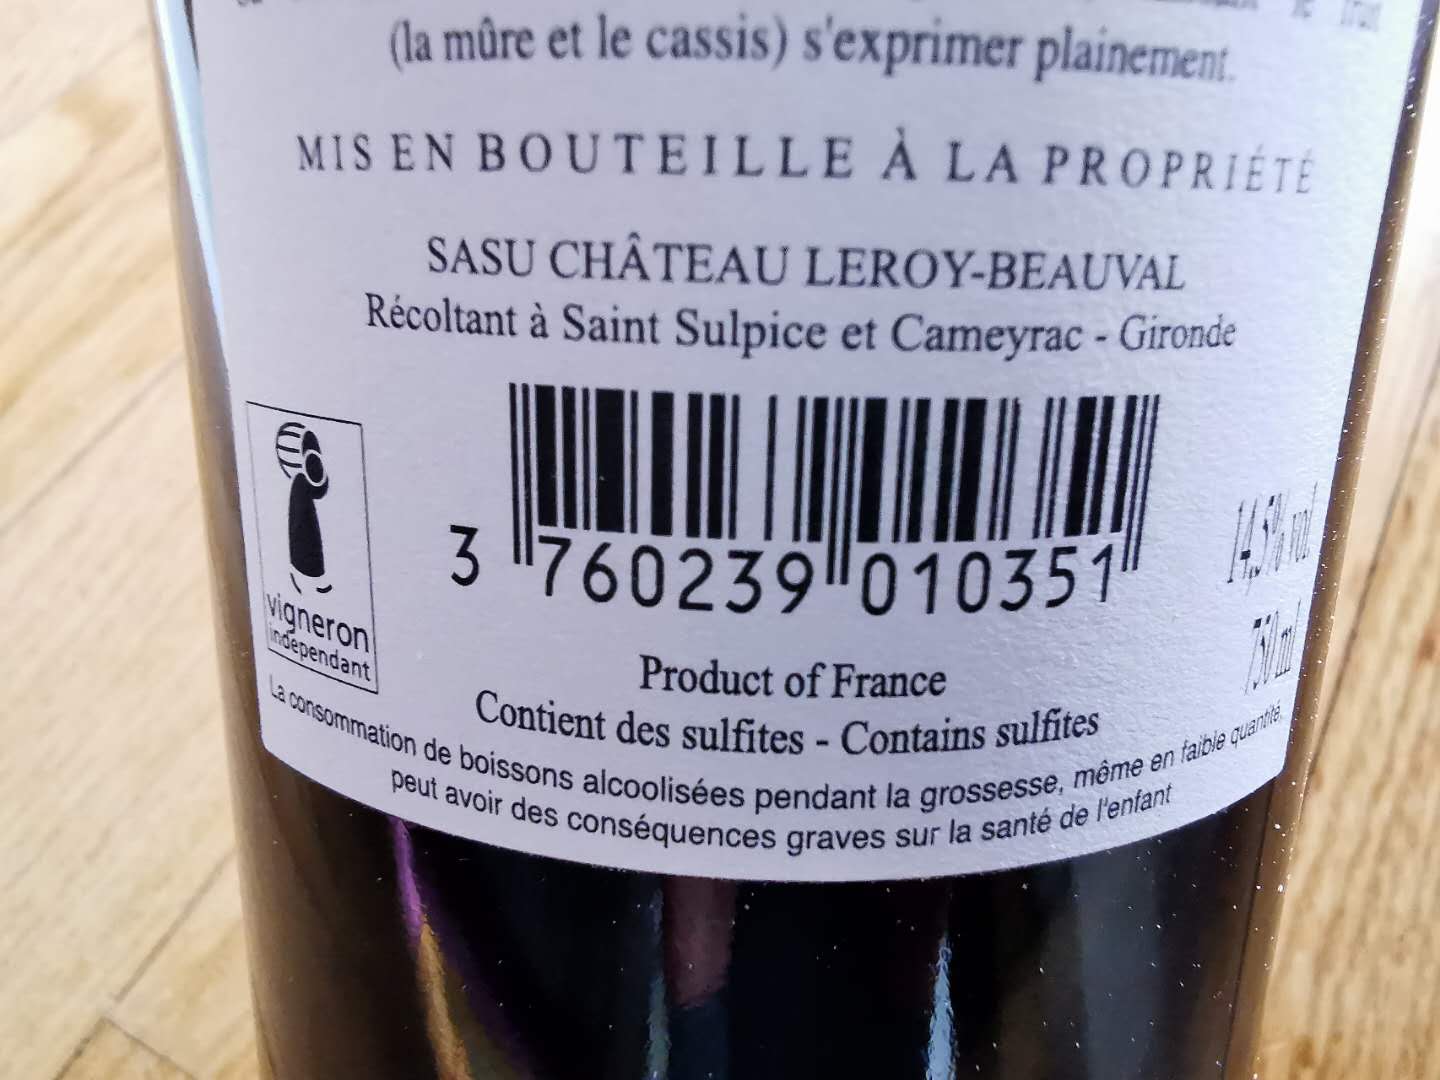 le fruit
(la mûre et le cassis) s'exprimer plainement.
MIS EN BOUTEILLE À LA PROPRIÉTÉ
SASU CHÂTEAU LEROY-BEAUVAL
Récoltant à Saint Sulpice et Cameyrac - Gironde
3 760239 010351
14,5% vol
750 ml
vigneron
indépendant
Product of France
Contient des sulfites - Contains sulfites
La consommation de boissons alcoolisées pendant la grossesse, même en faible quantité,
peut avoir des conséquences graves sur la santé de l'enfant